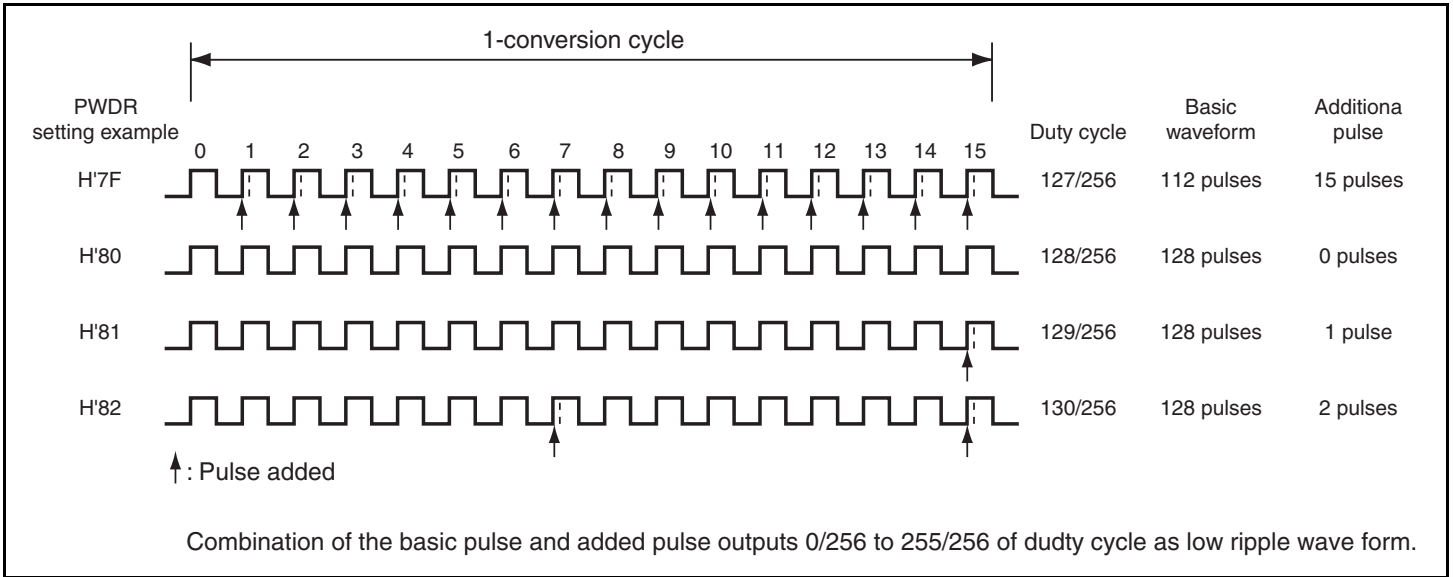 1-conversion cycle
PWDR
setting example
Duty cycle
Basic
waveform
Additiona
pulse
0 1 2 3 4 5 6 7 8 9 10 11 12 13 14 15
H'7F 127/256 112 pulses 15 pulses
H'80 128/256 128 pulses 0 pulses
H'81 129/256 128 pulses 1 pulse
H'82 130/256 128 pulses 2 pulses
: Pulse added
Combination of the basic pulse and added pulse outputs 0/256 to 255/256 of dudty cycle as low ripple wave form.